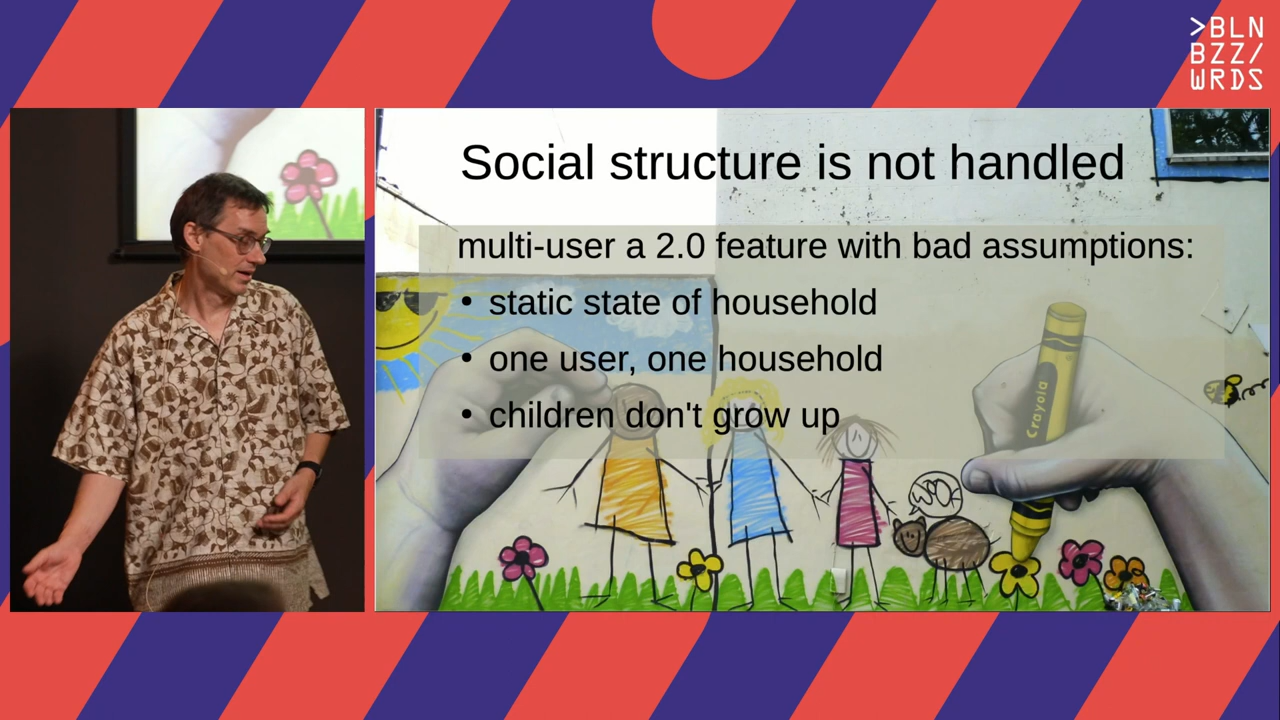 >BLN
BZZ/
WRDS
Social structure is not handled
multi-user a 2.0 feature with bad assumptions:
• static state of household
• one user, one household
• children don't grow up
Crayola
WOOF